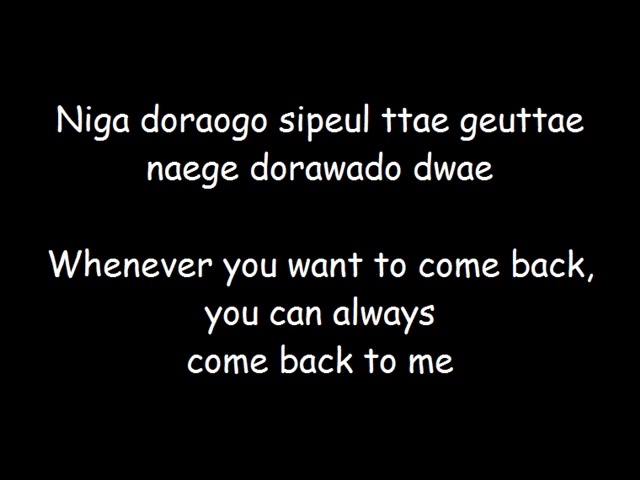 Niga doraogo sipeul ttae geuttae
naege dorawado dwae
Whenever you want to come back,
you can always
come back to me